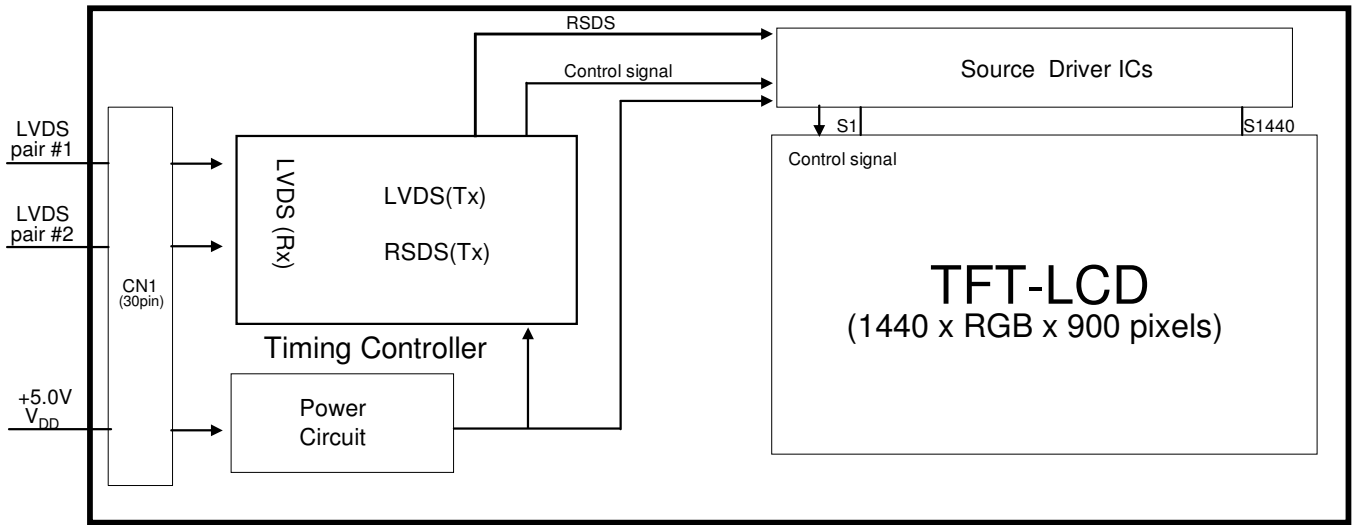 RSDS
Control signal
Source  Driver ICs
LVDS
pair #1
S1
S1440
Control signal
LVDS (Rx)
LVDS(Tx)
LVDS
pair #2
RSDS(Tx)
CN1
(30pin)
TFT-LCD
(1440 x RGB x 900 pixels)
Timing Controller
+5.0V
VDD
Power
Circuit